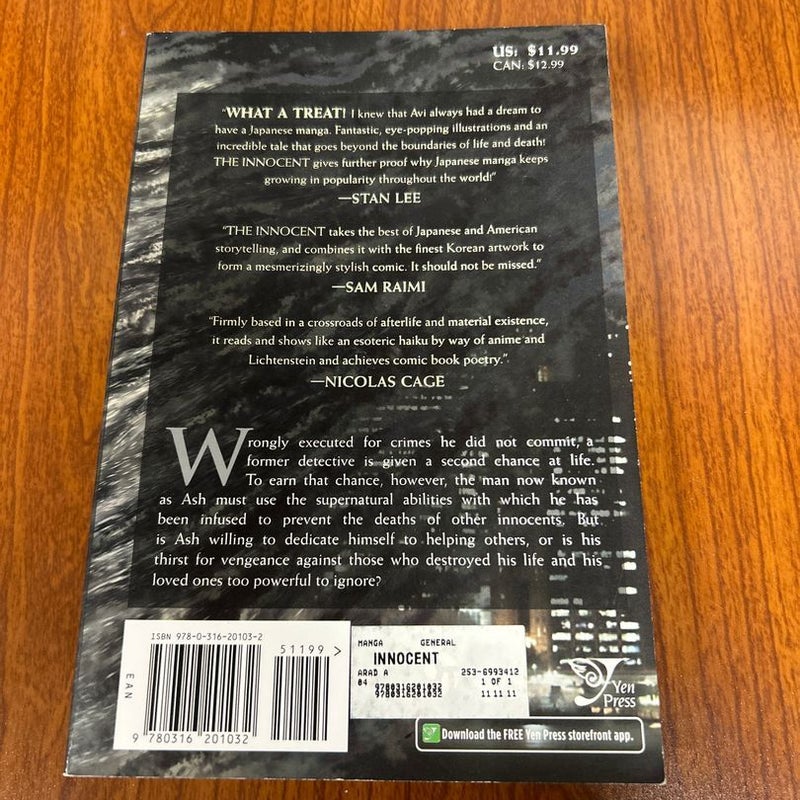 US: $11.99
CAN: $12.99
"WHAT A TREAT! I knew that Avi always had a dream to
have a Japanese manga. Fantastic, eye-popping illustrations and an
incredible tale that goes beyond the boundaries of life and death!
THE INNOCENT gives further proof why Japanese manga keeps
growing in popularity throughout the world!"
—STAN LEE
"THE INNOCENT takes the best of Japanese and American
storytelling, and combines it with the finest Korean artwork to
form a mesmerizingly stylish comic. It should not be missed."
—SAM RAIMI
"Firmly based in a crossroads of afterlife and material existence,
it reads and shows like an esoteric haiku by way of anime and
Lichtenstein and achieves comic book poetry."
—NICOLAS CAGE
Wrongly executed for crimes he did not commit, a
former detective is given a second chance at life.
To earn that chance, however, the man now known
as Ash must use the supernatural abilities with which he has
been infused to prevent the deaths of other innocents. But
is Ash willing to dedicate himself to helping others, or is his
thirst for vengeance against those who destroyed his life and his
loved ones too powerful to ignore?
ISBN 978-0-316-20103-2
51199 >
EAN
9 780316 201032
MANGA GENERAL
INNOCENT
ARAD A 253-6993412
04 9780316201032 1 OF 1
9780316201032 11 11 11
Yen
Press
Download the FREE Yen Press storefront app.